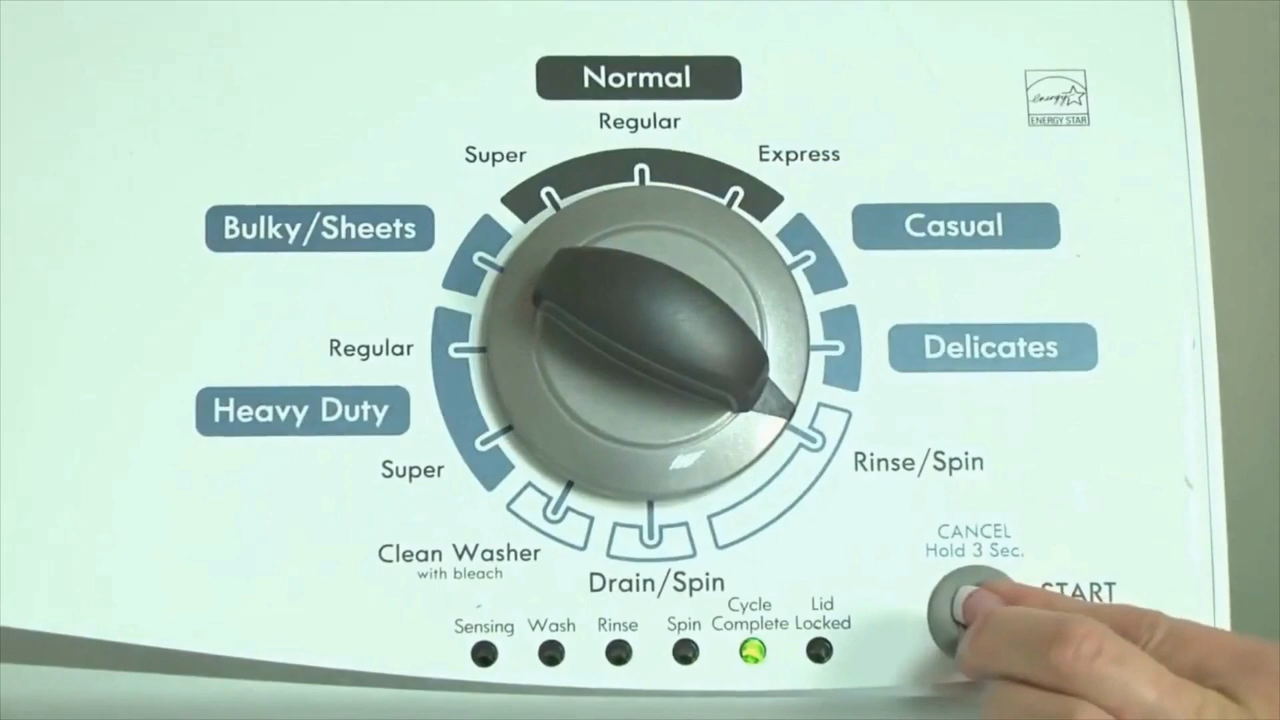 Normal
Regular
Super
Express
energy
ENERGY STAR
Bulky/Sheets
Casual
Regular
Delicates
Heavy Duty
Super
Rinse/Spin
Clean Washer
with bleach
Drain/Spin
CANCEL
Hold 3 Sec.
START
Sensing
Wash
Rinse
Spin
Cycle
Complete
Lid
Locked